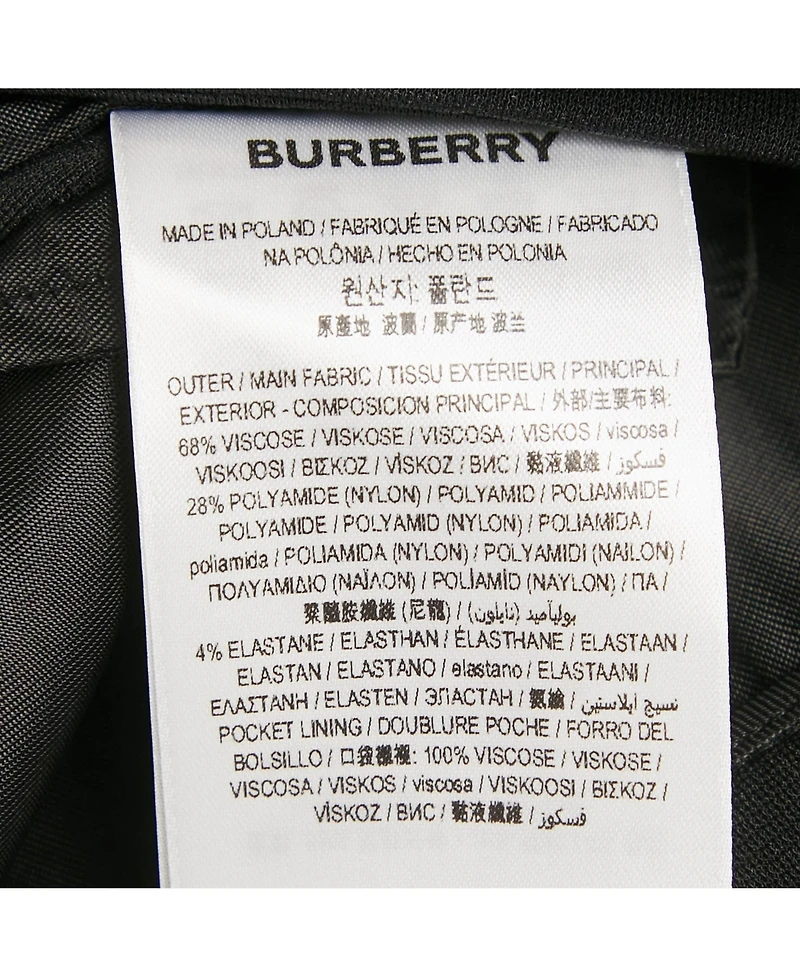 BURBERRY
MADE IN POLAND / FABRIQUÉ EN POLOGNE / FABRICADO
NA POLÔNIA / HECHO EN POLONIA
원산지: 폴란드
原產地 波蘭 / 原产地 波兰
OUTER / MAIN FABRIC / TISSU EXTÉRIEUR / PRINCIPAL /
EXTERIOR - COMPOSICION PRINCIPAL / 外部/主要布料:
68% VISCOSE / VISKOSE / VISCOSA / VISKOS / viscosa /
VISKOOSI / ΒΙΣΚΟΖ / VİSKOZ / ВИС / 黏液纖維 / فسكوز
28% POLYAMIDE (NYLON) / POLYAMID / POLIAMMIDE /
POLYAMIDE / POLYAMID (NYLON) / POLIAMIDA /
poliamida / POLIAMIDA (NYLON) / POLYAMIDI (NAILON) /
ΠΟΛΥΑΜΙΔΙΟ (ΝΑΪΛΟΝ) / POLİAMİD (NAYLON) / ПА /
聚醯胺纖維 (尼龍) / بولياميد (نايلون)
4% ELASTANE / ELASTHAN / ÉLASTHANE / ELASTAAN /
ELASTAN / ELASTANO / elastano / ELASTAANI /
ΕΛΑΣΤΑΝΗ / ELASTEN / ЭЛАСТАН / 氨綸 / نسيج ايلاستين
POCKET LINING / DOUBLURE POCHE / FORRO DEL
BOLSILLO / 口袋襯裡: 100% VISCOSE / VISKOSE /
VISCOSA / VISKOS / viscosa / VISKOOSI / ΒΙΣΚΟΖ /
VİSKOZ / ВИС / 黏液纖維 / فسكوز